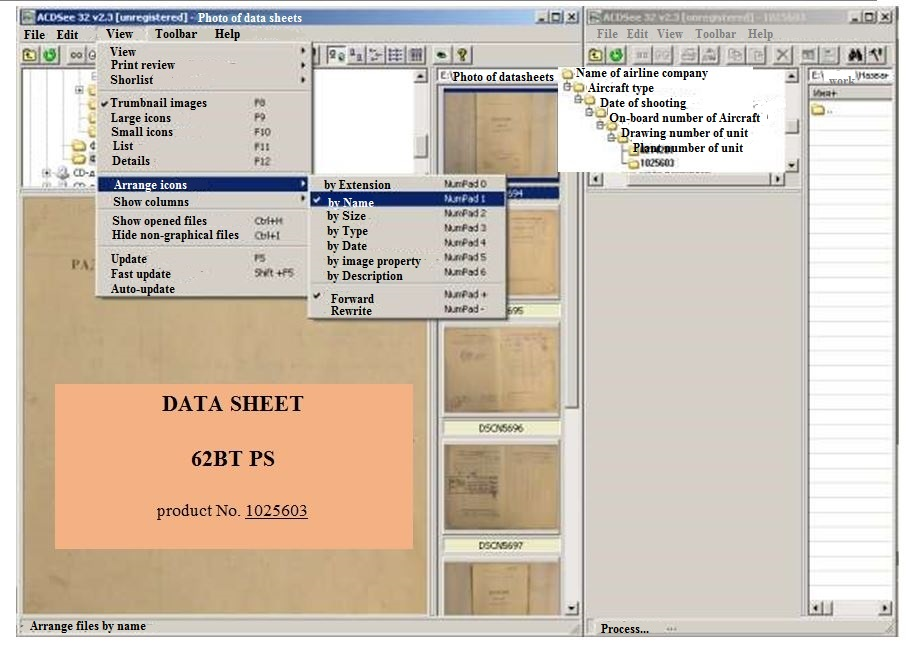 ACDSee 32 v2.3 [unregistered] - Photo of data sheets
File Edit View Toolbar Help
View
Print review
Shorlist
Trumbnail images F8
Large icons F9
Small icons F10
List F11
Details F12
Arrange icons
Show columns
Show opened files Ctrl+H
Hide non-graphical files Ctrl+I
Update F5
Fast update Shift +F5
Auto-update
by Extension NumPad 0
by Name NumPad 1
by Size NumPad 2
by Type NumPad 3
by Date NumPad 4
by image property NumPad 5
by Description NumPad 6
Forward NumPad +
Rewrite NumPad -
E:\Photo of datasheets
694
695
DSCN5696
DSCN5697
DATA SHEET
62BT PS
product No. 1025603
Arrange files by name
ACDSee 32 v2.3 [unregistered] - 1025603
File Edit View Toolbar Help
Name of airline company
Aircraft type
Date of shooting
On-board number of Aircraft
Drawing number of unit
Plant number of unit
1025603
E:\ work\Назван
Имя+
..
Process... ...